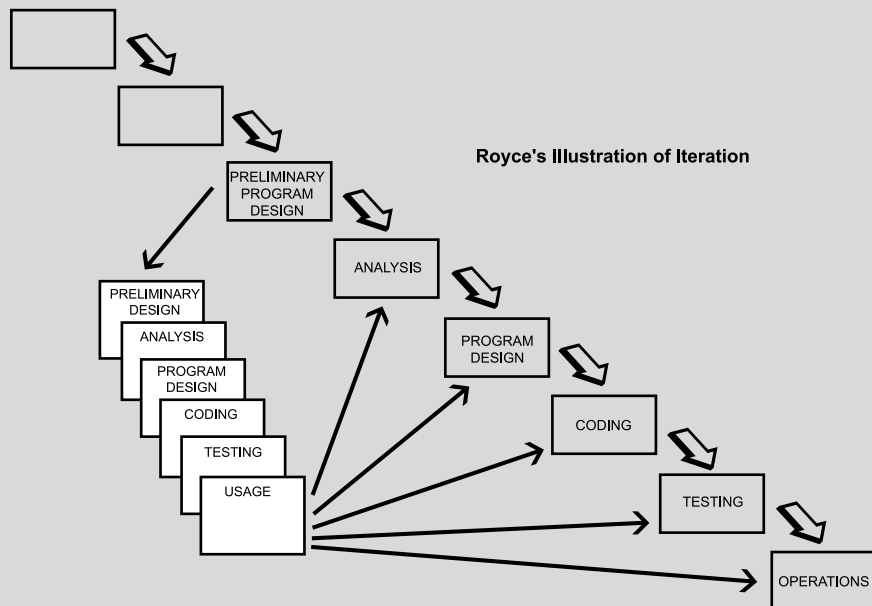 Royce's Illustration of Iteration
PRELIMINARY
PROGRAM
DESIGN
ANALYSIS
PROGRAM
DESIGN
CODING
TESTING
OPERATIONS
PRELIMINARY
DESIGN
ANALYSIS
PROGRAM
DESIGN
CODING
TESTING
USAGE